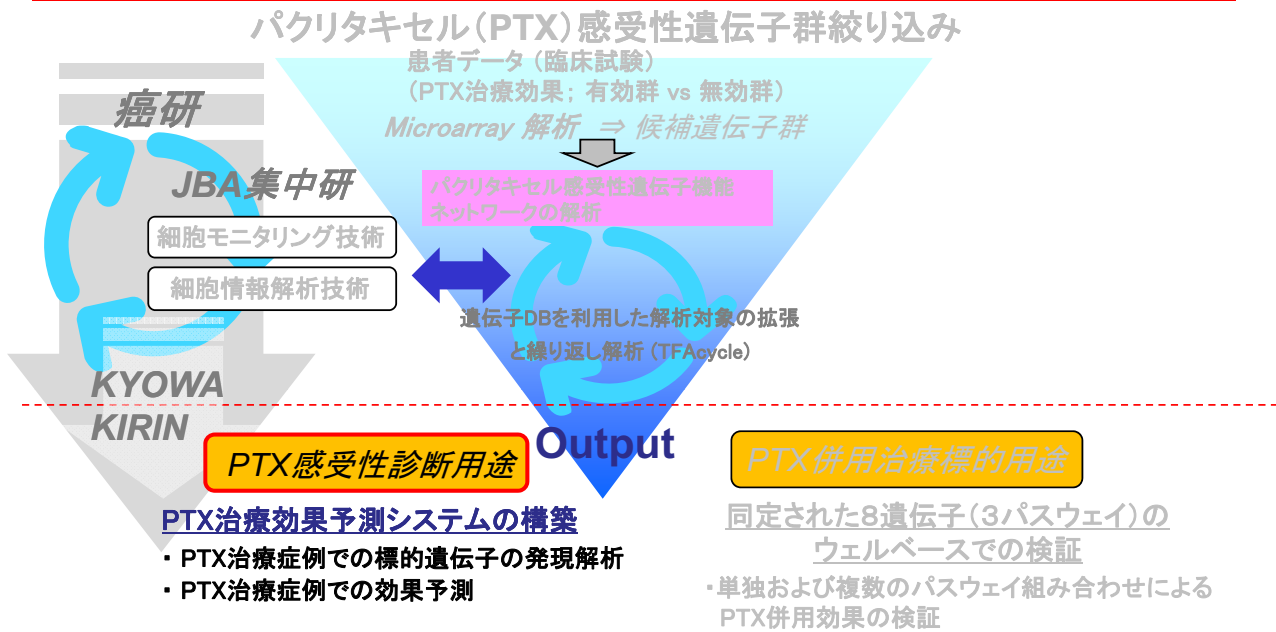 パクリタキセル（PTX）感受性遺伝子群絞り込み
患者データ（臨床試験）
（PTX治療効果； 有効群 vs 無効群）
Microarray 解析 ⇒ 候補遺伝子群
癌研
JBA集中研
細胞モニタリング技術
細胞情報解析技術
KYOWA
KIRIN
パクリタキセル感受性遺伝子機能
ネットワークの解析
遺伝子DBを利用した解析対象の拡張
と繰り返し解析（TFAcycle）
Output
PTX感受性診断用途
PTX治療効果予測システムの構築
・ PTX治療症例での標的遺伝子の発現解析
・ PTX治療症例での効果予測
PTX併用治療標的用途
同定された８遺伝子（３パスウェイ）の
ウェルベースでの検証
・単独および複数のパスウェイ組み合わせによる
PTX併用効果の検証